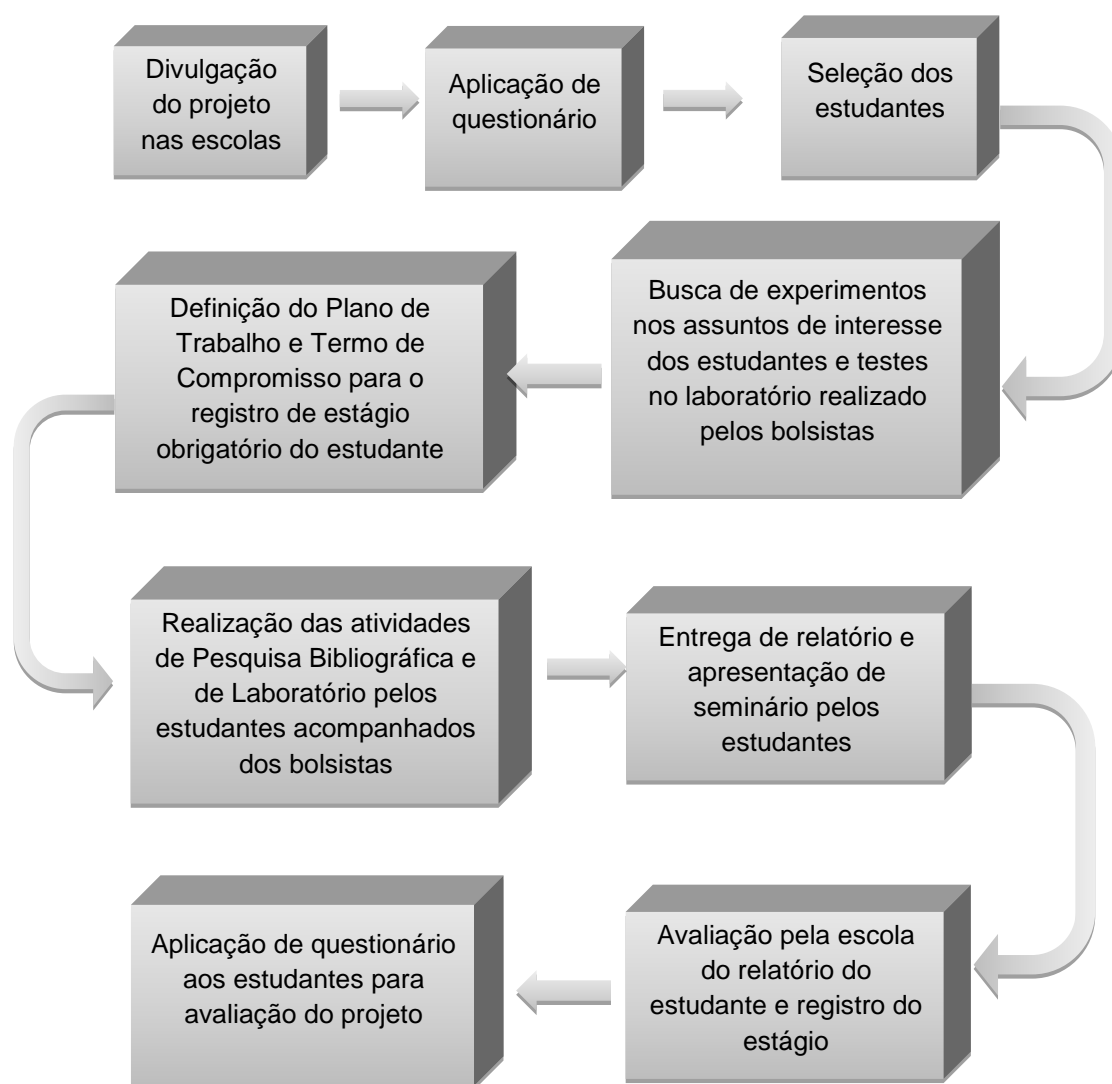 Divulgação
do projeto
nas escolas
Aplicação de
questionário
Seleção dos
estudantes
Busca de experimentos
nos assuntos de interesse
dos estudantes e testes
no laboratório realizado
pelos bolsistas
Definição do Plano de
Trabalho e Termo de
Compromisso para o
registro de estágio
obrigatório do estudante
Realização das atividades
de Pesquisa Bibliográfica e
de Laboratório pelos
estudantes acompanhados
dos bolsistas
Entrega de relatório e
apresentação de
seminário pelos
estudantes
Avaliação pela escola
do relatório do
estudante e registro do
estágio
Aplicação de questionário
aos estudantes para
avaliação do projeto